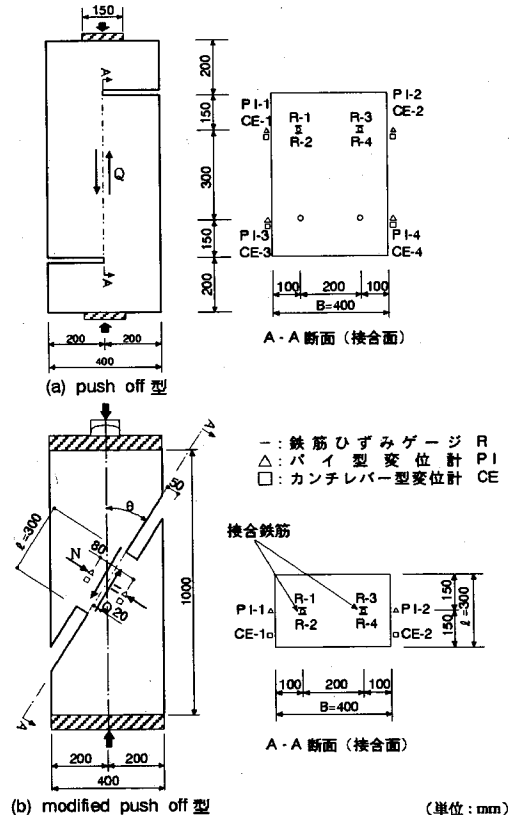 150
A
200
150
300
150
200
Q
A
200 200
400
(a) push off 型
PI-1
CE-1
PI-2
CE-2
R-1 R-3
R-2 R-4
PI-3
CE-3
PI-4
CE-4
100 200 100
B=400
A-A断面(接合面)
A
50
θ
ℓ=300
80
N
Q
20
1000
A
200 200
400
(b) modified push off 型
－:鉄筋ひずみゲージ R
△:パイ型変位計 PI
□:カンチレバー型変位計 CE
接合鉄筋
R-1 R-3
PI-1 PI-2
R-2 R-4
CE-1 CE-2
150
150
ℓ=300
100 200 100
B=400
A-A断面(接合面)
(単位:mm)